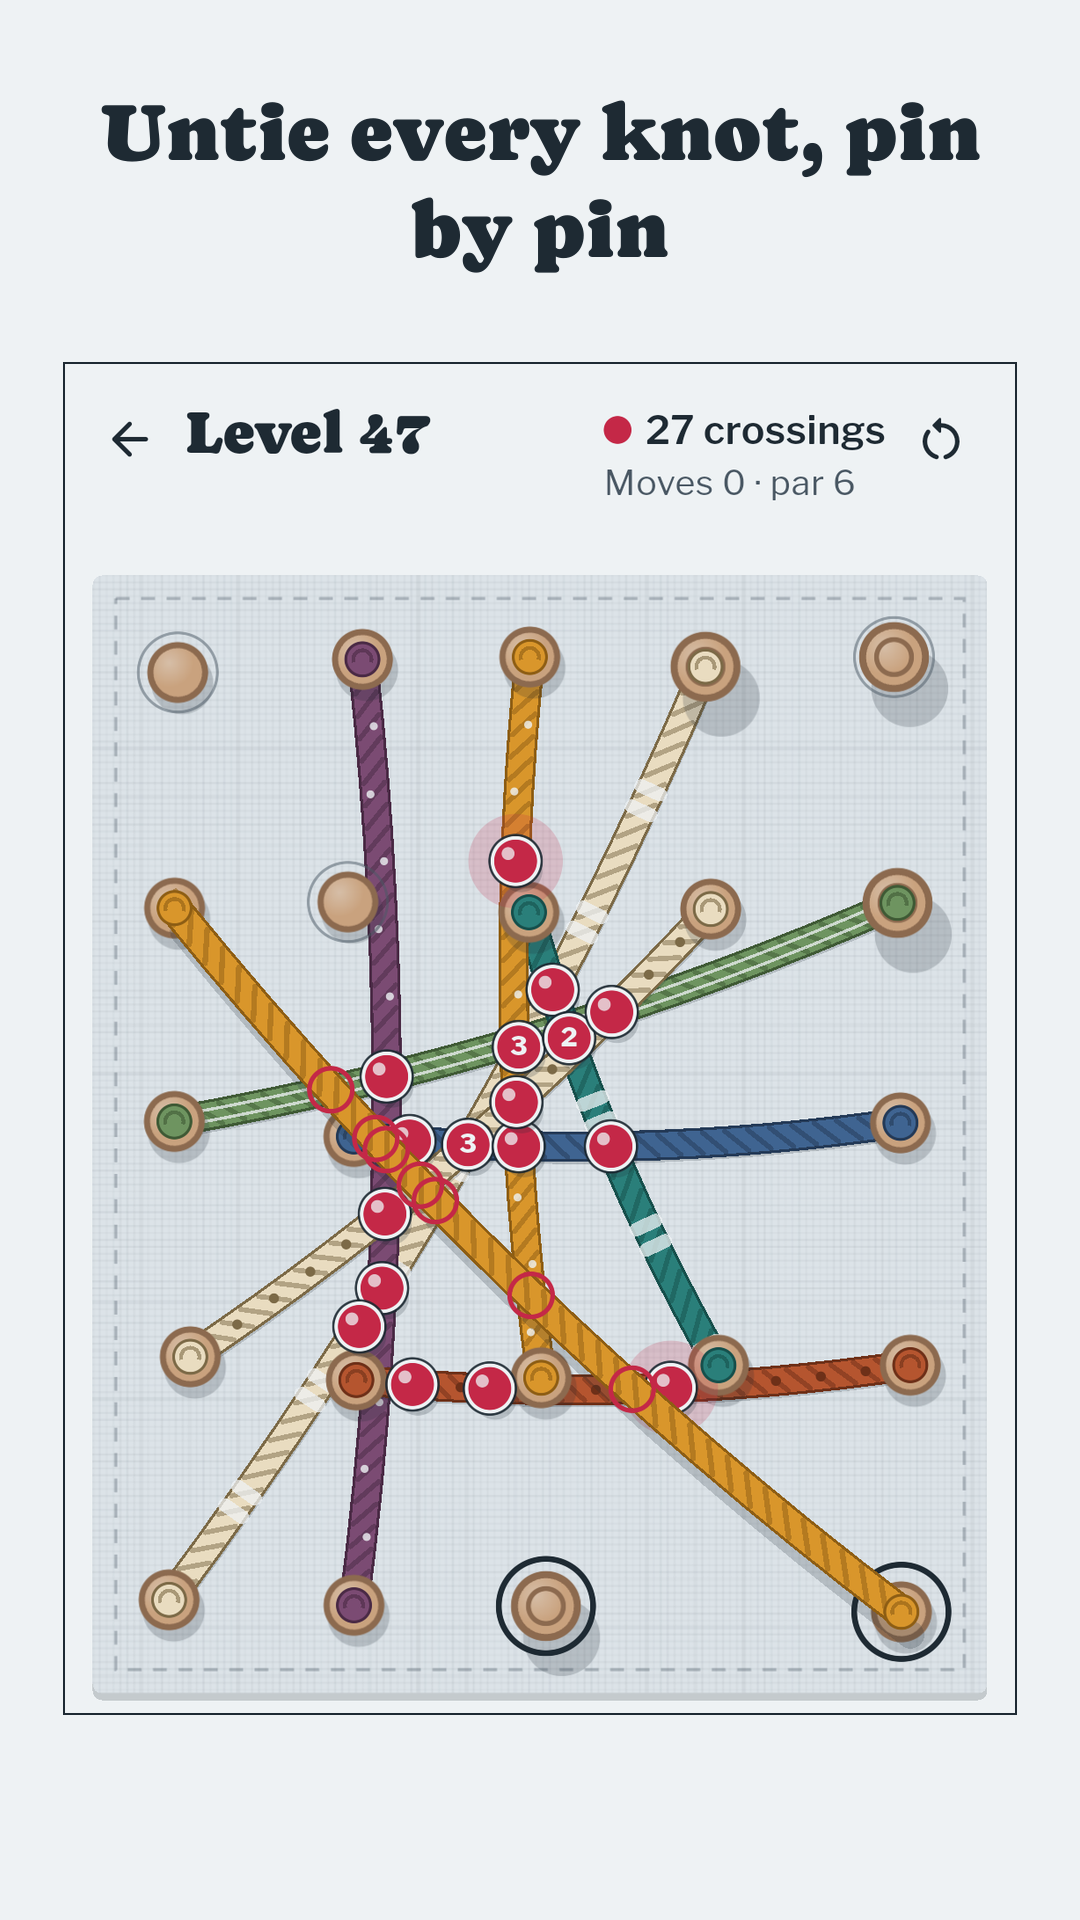 Untie every knot, pin
by pin
Level 47
27 crossings
Moves 0 · par 6
3
2
3